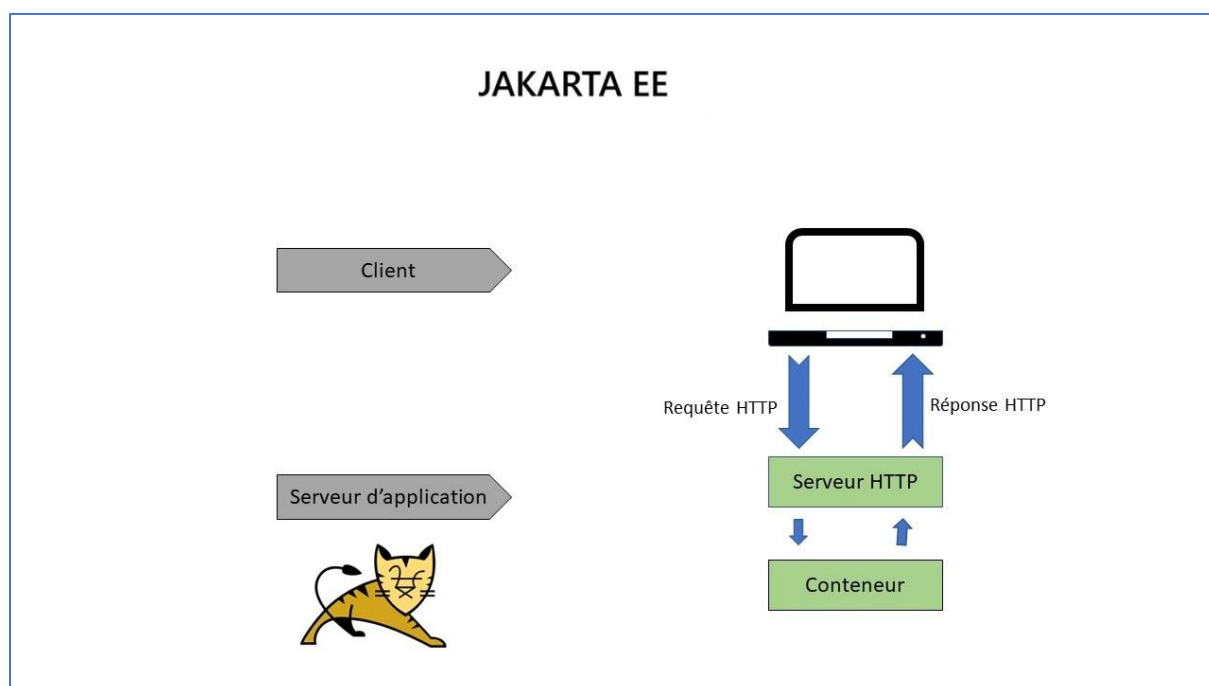 JAKARTA EE
Client
Requête HTTP
Réponse HTTP
Serveur d’application
Serveur HTTP
Conteneur